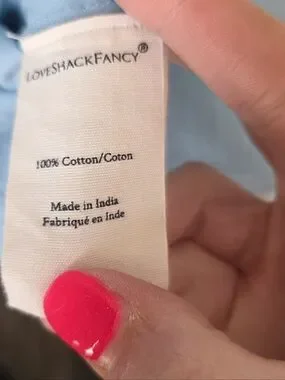 LOVESHACKFANCY®
100% Cotton/Coton
Made in India
Fabriqué en Inde